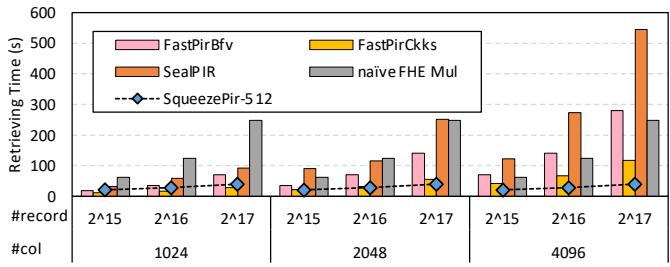 600
500
400
300
200
100
0
Retrieving Time (s)
FastPirBfv FastPirCkks
SealPIR naïve FHE Mul
SqueezePir-512
#record 2^15 2^16 2^17 2^15 2^16 2^17 2^15 2^16 2^17
#col 1024 2048 4096